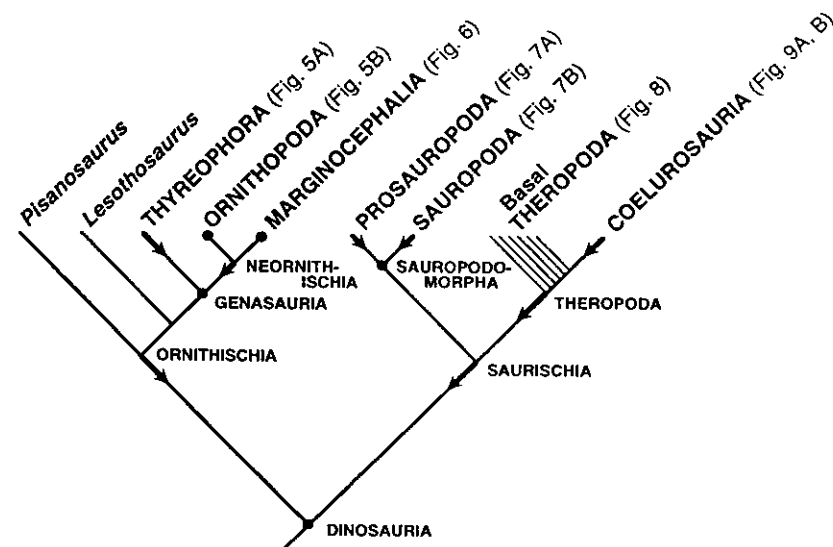 Pisanosaurus
Lesothosaurus
THYREOPHORA (Fig. 5A)
ORNITHOPODA (Fig. 5B)
MARGINOCEPHALIA (Fig. 6)
PROSAUROPODA (Fig. 7A)
SAUROPODA (Fig. 7B)
Basal
THEROPODA (Fig. 8)
COELUROSAURIA (Fig. 9A, B)
NEORNITH-
ISCHIA
SAUROPODO-
MORPHA
GENASAURIA
THEROPODA
ORNITHISCHIA
SAURISCHIA
DINOSAURIA